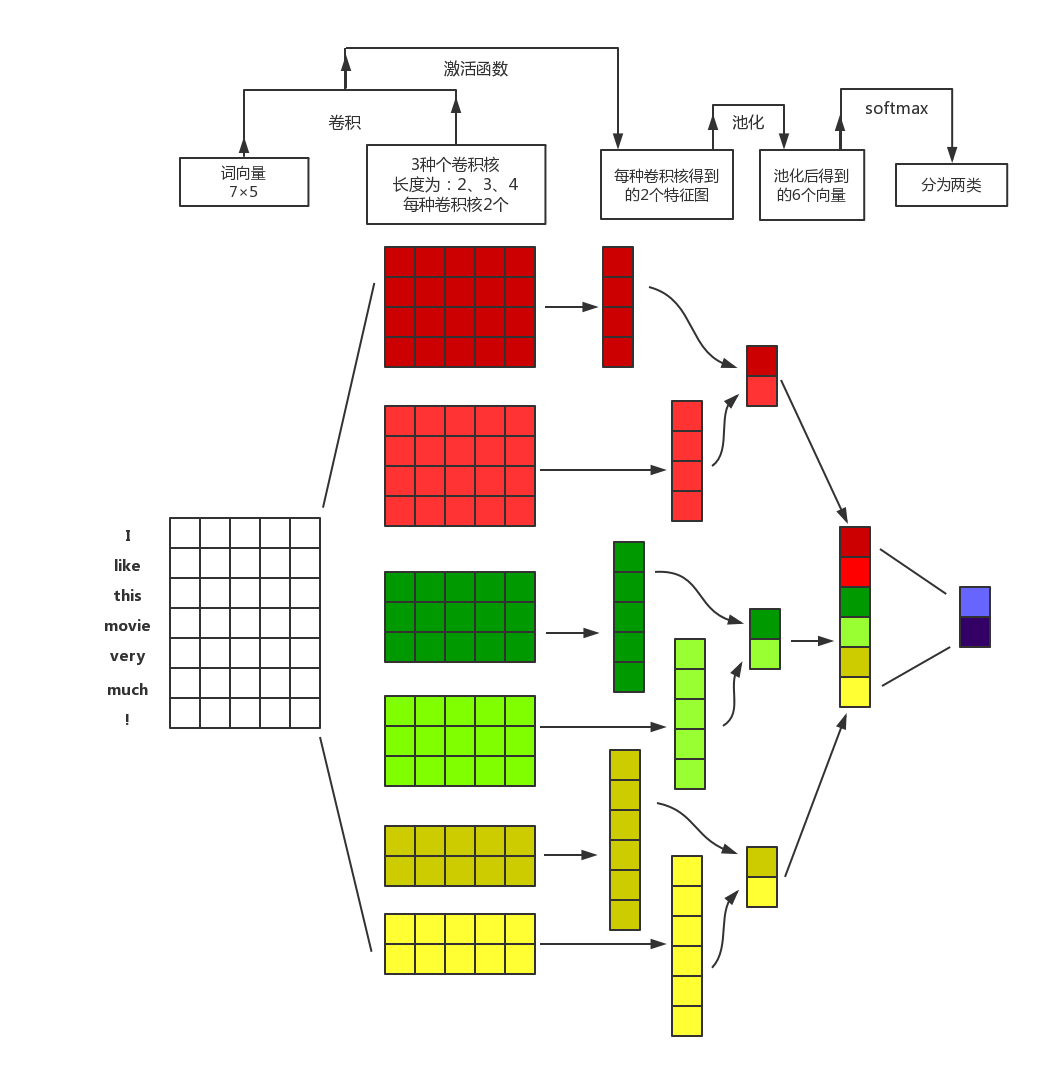 激活函数
卷积
池化
softmax
词向量
7×5
3种个卷积核
长度为：2、3、4
每种卷积核2个
每种卷积核得到
的2个特征图
池化后得到
的6个向量
分为两类
I
like
this
movie
very
much
!